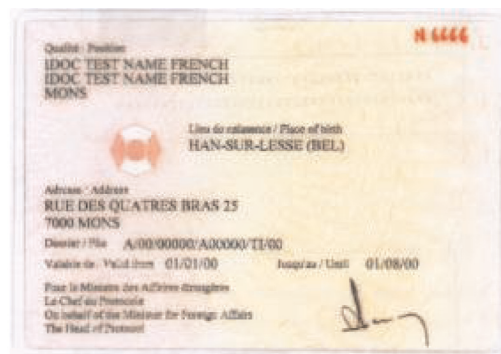 N 6666
Qualité - Position
IDOC TEST NAME FRENCH
IDOC TEST NAME FRENCH
MONS
Lieu de naissance / Place of birth
HAN-SUR-LESSE (BEL)
Adresse - Address
RUE DES QUATRES BRAS 25
7000 MONS
Dossier / File A/00/00000/A00000/TI/00
Valable de - Valid from 01/01/00 Jusqu'au / Until 01/08/00
Pour le Ministre des Affaires étrangères
Le Chef du Protocole
On behalf of the Minister for Foreign Affairs
The Head of Protocol